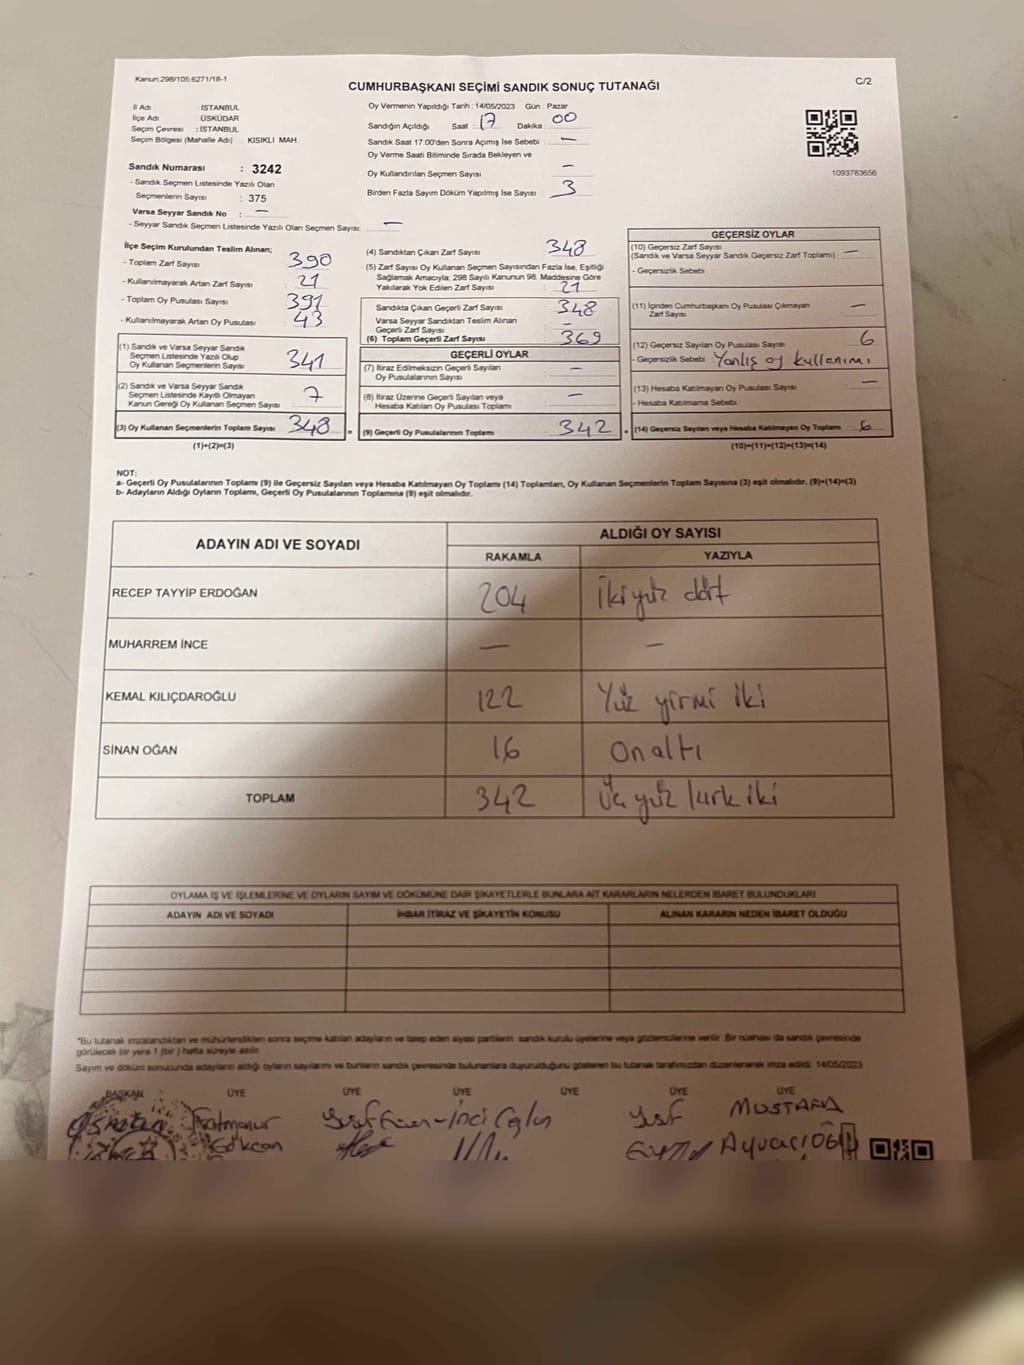 Kanun:298/105;6271/18-1
CUMHURBAŞKANI SEÇİMİ SANDIK SONUÇ TUTANAĞI
C/2
İl Adı : İSTANBUL
İlçe Adı : ÜSKÜDAR
Seçim Çevresi : İSTANBUL
Seçim Bölgesi (Mahalle Adı) : KISIKLI MAH.
Sandık Numarası : 3242
- Sandık Seçmen Listesinde Yazılı Olan
Seçmenlerin Sayısı : 375
Varsa Seyyar Sandık No : —
- Seyyar Sandık Seçmen Listesinde Yazılı Olan Seçmen Sayısı: —
Oy Vermenin Yapıldığı Tarih : 14/05/2023 Gün : Pazar
Sandığın Açıldığı Saat : 17 Dakika : 00
Sandık Saat 17.00'den Sonra Açımış İse Sebebi : —
Oy Verme Saati Bitiminde Sırada Bekleyen ve
Oy Kullandırılan Seçmen Sayısı : —
Birden Fazla Sayım Döküm Yapılmış İse Sayısı : 3
1093783656
İlçe Seçim Kurulundan Teslim Alınan;
- Toplam Zarf Sayısı : 390
- Kullanılmayarak Artan Zarf Sayısı : 21
- Toplam Oy Pusulası Sayısı : 391
- Kullanılmayarak Artan Oy Pusulası : 43
(1) Sandık ve Varsa Seyyar Sandık
Seçmen Listesinde Yazılı Olup
Oy Kullanan Seçmenlerin Sayısı : 341
(2) Sandık ve Varsa Seyyar Sandık
Seçmen Listesinde Kayıtlı Olmayan
Kanun Gereği Oy Kullanan Seçmen Sayısı : 7
(3) Oy Kullanan Seçmenlerin Toplam Sayısı : 348
(1)+(2)=(3)
(4) Sandıktan Çıkan Zarf Sayısı : 348
(5) Zarf Sayısı Oy Kullanan Seçmen Sayısından Fazla İse, Eşitliği
Sağlamak Amacıyla; 298 Sayılı Kanunun 98. Maddesine Göre
Yakılarak Yok Edilen Zarf Sayısı : 21
Sandıkta Çıkan Geçerli Zarf Sayısı : 348
Varsa Seyyar Sandıktan Teslim Alınan
Geçerli Zarf Sayısı : —
(6) Toplam Geçerli Zarf Sayısı : 369
GEÇERLİ OYLAR
(7) İtiraz Edilmeksizin Geçerli Sayılan
Oy Pusulalarının Sayısı : —
(8) İtiraz Üzerine Geçerli Sayılan veya
Hesaba Katılan Oy Pusulası Toplamı : —
= (9) Geçerli Oy Pusulalarının Toplamı : 342 +
GEÇERSİZ OYLAR
(10) Geçersiz Zarf Sayısı
(Sandık ve Varsa Seyyar Sandık Geçersiz Zarf Toplamı) : —
- Geçersizlik Sebebi :
(11) İçinden Cumhurbaşkanı Oy Pusulası Çıkmayan
Zarf Sayısı : —
(12) Geçersiz Sayılan Oy Pusulası Sayısı : 6
- Geçersizlik Sebebi : Yanlış oy kullanımı
(13) Hesaba Katılmayan Oy Pusulası Sayısı : —
- Hesaba Katılmama Sebebi :
(14) Geçersiz Sayılan veya Hesaba Katılmayan Oy Toplamı : 6
(10)+(11)+(12)+(13)=(14)
NOT:
a- Geçerli Oy Pusulalarının Toplamı (9) ile Geçersiz Sayılan veya Hesaba Katılmayan Oy Toplamı (14) Toplamları, Oy Kullanan Seçmenlerin Toplam Sayısına (3) eşit olmalıdır. (9)+(14)=(3)
b- Adayların Aldığı Oyların Toplamı, Geçerli Oy Pusulalarının Toplamına (9) eşit olmalıdır.
ADAYIN ADI VE SOYADI
ALDIĞI OY SAYISI
RAKAMLA YAZIYLA
RECEP TAYYİP ERDOĞAN 204 İkiyüz dört
MUHARREM İNCE — —
KEMAL KILIÇDAROĞLU 122 Yüz yirmi iki
SİNAN OĞAN 16 On altı
TOPLAM 342 Üç yüz kırk iki
OYLAMA İŞ VE İŞLEMLERİNE VE OYLARIN SAYIM VE DÖKÜMÜNE DAİR ŞİKAYETLERLE BUNLARA AİT KARARLARIN NELERDEN İBARET BULUNDUKLARI
ADAYIN ADI VE SOYADI İHBAR İTİRAZ VE ŞİKAYETİN KONUSU ALINAN KARARIN NEDEN İBARET OLDUĞU
"Bu tutanak imzalandıktan ve mühürlendikten sonra seçime katılan adayların ve talep eden siyasi partilerin sandık kurulu üyelerine veya gözlemcilerine verilir. Bir nüshası da sandık çevresinde
görülecek bir yere 1 (bir) hafta süreyle asılır.
Sayım ve döküm sonucunda adayların aldığı oyların sayılarını ve bunların sandık çevresinde bulunanlara duyurulduğunu gösteren bu tutanak tarafımızdan düzenlenerek imza edildi. 14/05/2023
BAŞKAN ÜYE ÜYE ÜYE ÜYE ÜYE ÜYE
Fatmanur MUSTAFA
Gökcan